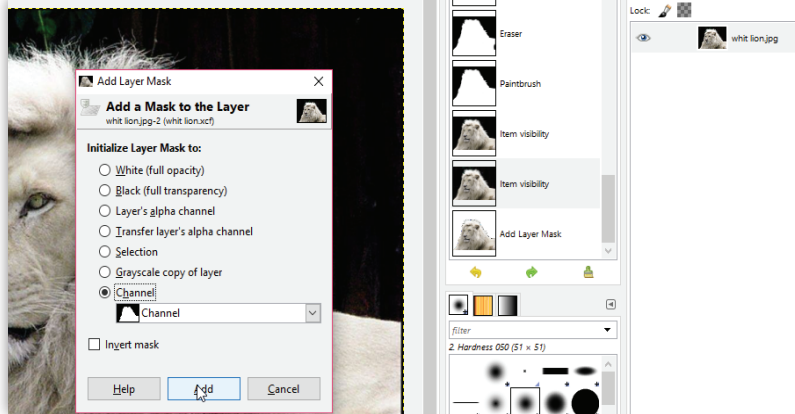 Add Layer Mask
Add a Mask to the Layer
whit lion.jpg-2 (whit lion.xcf)
Initialize Layer Mask to:
White (full opacity)
Black (full transparency)
Layer's alpha channel
Transfer layer's alpha channel
Selection
Grayscale copy of layer
Channel
Channel
Invert mask
Help
Add
Cancel
Eraser
Paintbrush
Item visibility
Item visibility
Add Layer Mask
filter
2. Hardness 050 (51 × 51)
Lock:
whit lion.jpg